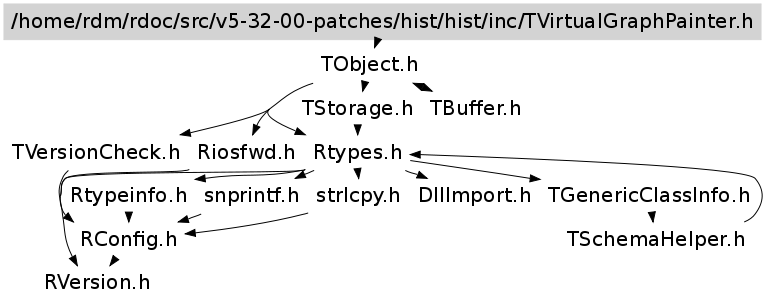 /home/rdm/rdoc/src/v5-32-00-patches/hist/hist/inc/TVirtualGraphPainter.h
TObject.h
TStorage.h TBuffer.h
TVersionCheck.h Riosfwd.h Rtypes.h
Rtypeinfo.h snprintf.h strlcpy.h DllImport.h TGenericClassInfo.h
RConfig.h TSchemaHelper.h
RVersion.h